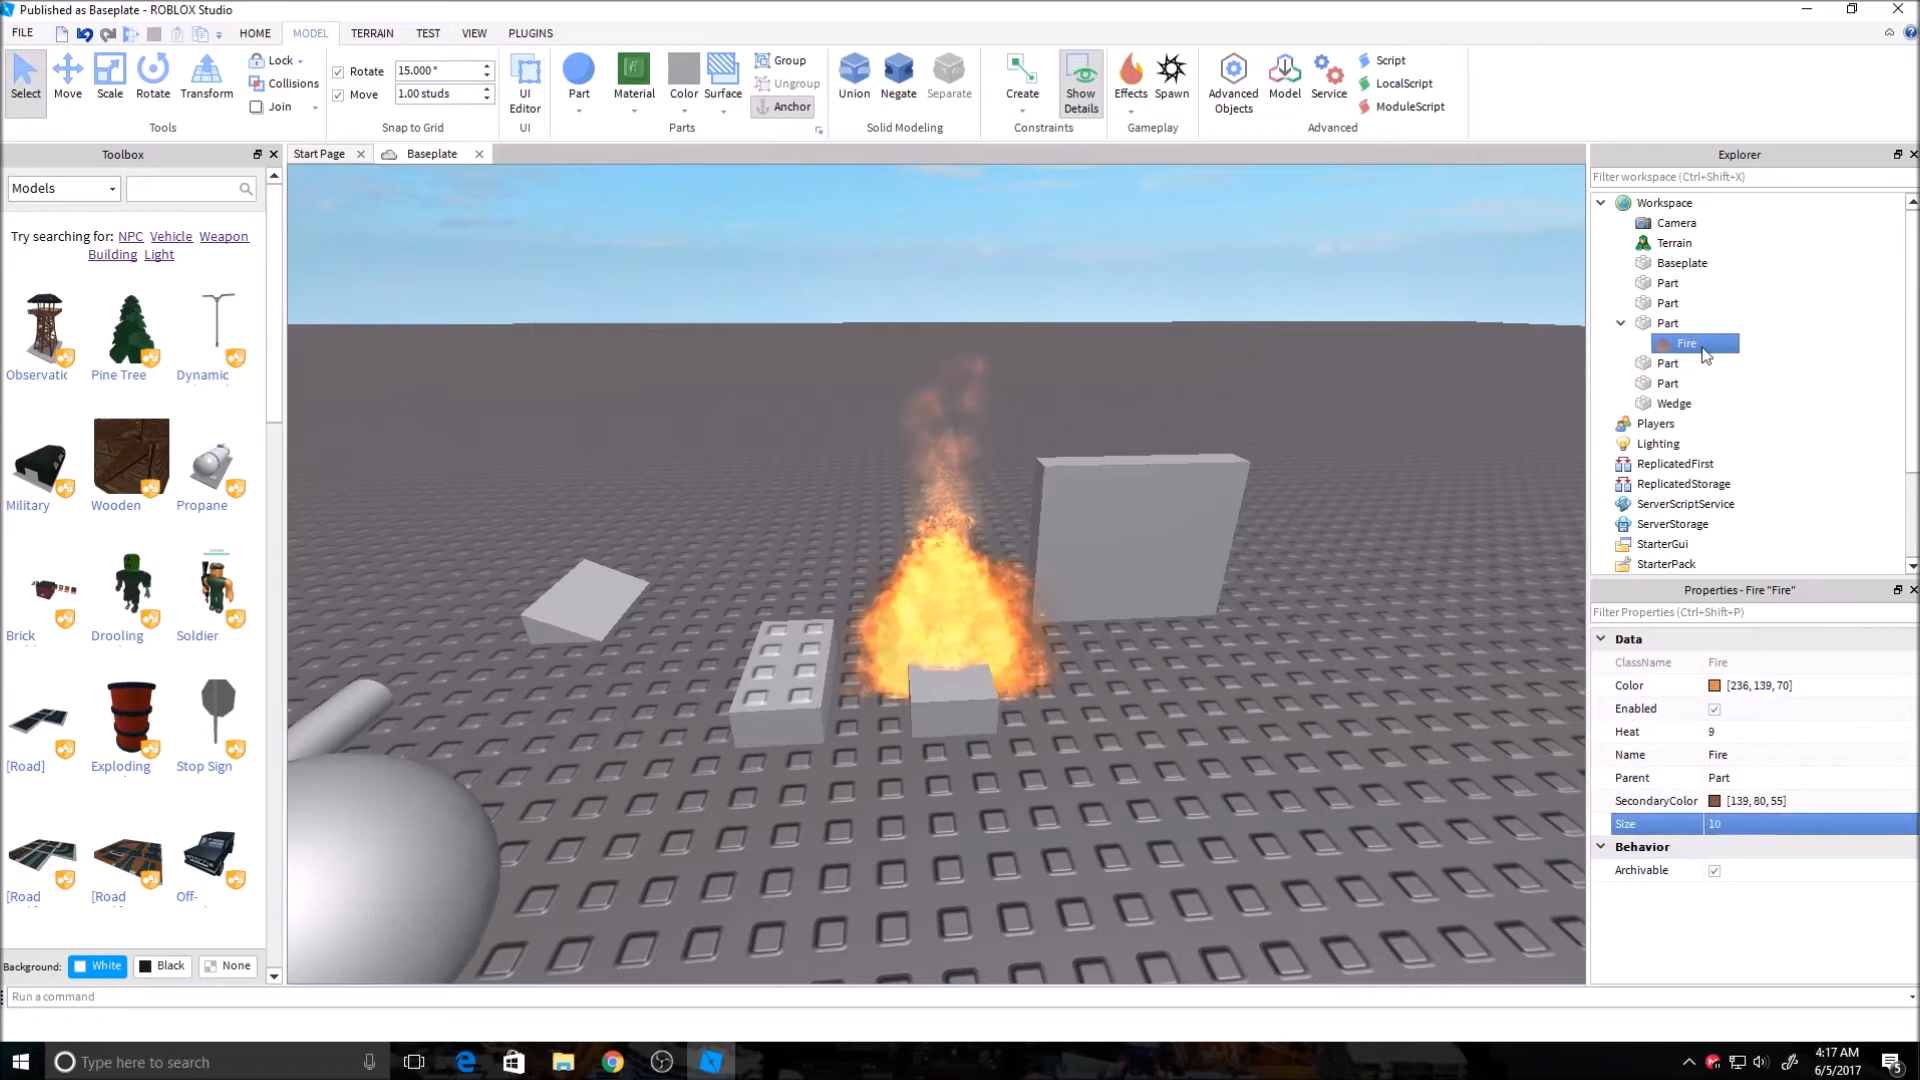 Published as Baseplate - ROBLOX Studio
FILE HOME MODEL TERRAIN TEST VIEW PLUGINS
Select Move Scale Rotate Transform
Lock
Collisions
Join
Tools
Rotate 15.000°
Move 1.00 studs
Snap to Grid
UI Editor
UI
Part Material Color Surface
Group
Ungroup
Anchor
Parts
Union Negate Separate
Solid Modeling
Create
Show Details
Constraints
Effects Spawn
Gameplay
Advanced Objects
Model Service
Script
LocalScript
ModuleScript
Advanced
Toolbox
Models
Try searching for: NPC Vehicle Weapon
Building Light
Observatic Pine Tree Dynamic
Military Wooden Propane
Brick Drooling Soldier
[Road] Exploding Stop Sign
[Road [Road Off-
Background: White Black None
Start Page Baseplate
Explorer
Filter workspace (Ctrl+Shift+X)
Workspace
Camera
Terrain
Baseplate
Part
Part
Part
Fire
Part
Part
Wedge
Players
Lighting
ReplicatedFirst
ReplicatedStorage
ServerScriptService
ServerStorage
StarterGui
StarterPack
Properties - Fire "Fire"
Filter Properties (Ctrl+Shift+P)
Data
ClassName Fire
Color [236, 139, 70]
Enabled
Heat 9
Name Fire
Parent Part
SecondaryColor [139, 80, 55]
Size 10
Behavior
Archivable
Run a command
Type here to search
4:17 AM
6/5/2017
5